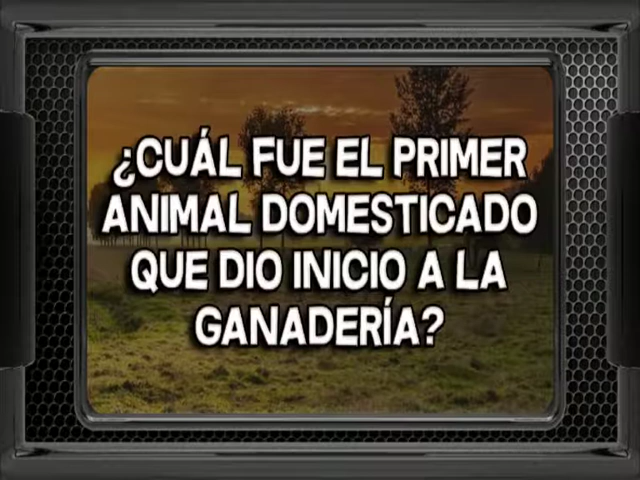 ¿CUÁL FUE EL PRIMER
ANIMAL DOMESTICADO
QUE DIO INICIO A LA
GANADERÍA?